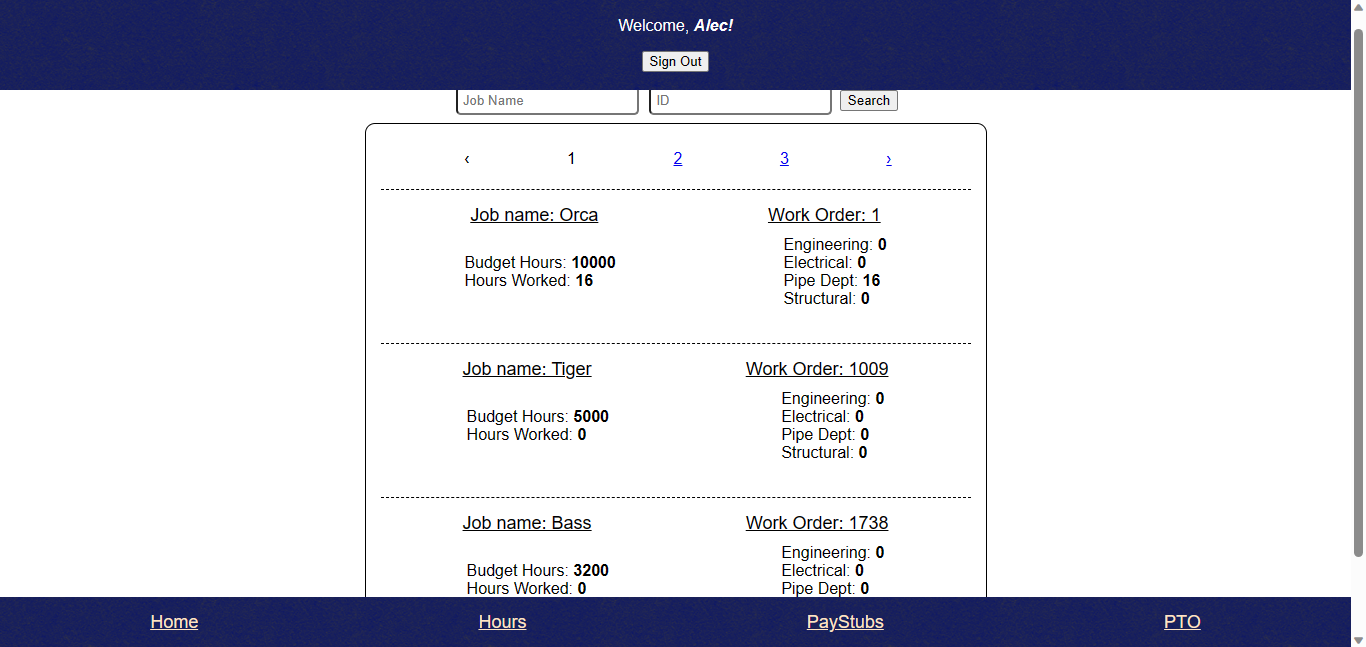 Welcome, Alec!
Sign Out
Job Name ID Search
‹ 1 2 3 ›
Job name: Orca Work Order: 1
Engineering: 0
Budget Hours: 10000 Electrical: 0
Hours Worked: 16 Pipe Dept: 16
Structural: 0
Job name: Tiger Work Order: 1009
Engineering: 0
Budget Hours: 5000 Electrical: 0
Hours Worked: 0 Pipe Dept: 0
Structural: 0
Job name: Bass Work Order: 1738
Engineering: 0
Budget Hours: 3200 Electrical: 0
Hours Worked: 0 Pipe Dept: 0
Home Hours PayStubs PTO